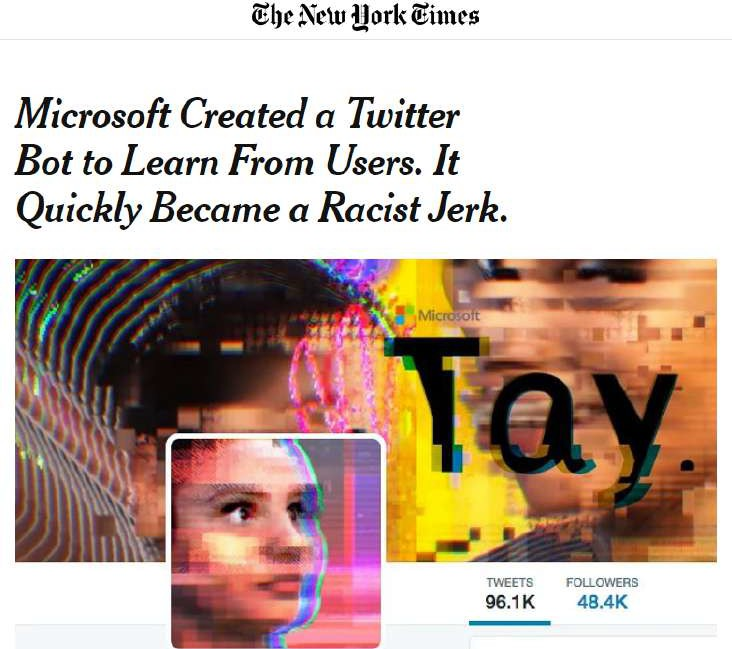 The New York Times
Microsoft Created a Twitter
Bot to Learn From Users. It
Quickly Became a Racist Jerk.
Microsoft
Tay.
TWEETS FOLLOWERS
96.1K 48.4K